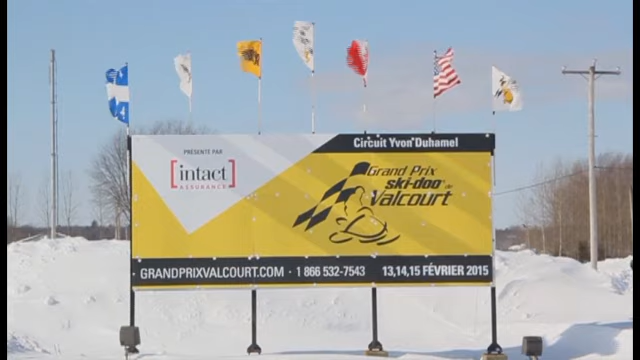 Circuit Yvon Duhamel
PRÉSENTÉ PAR
[intact]
ASSURANCE
Grand Prix
ski-doo® de
Valcourt
GRANDPRIXVALCOURT.COM · 1 866 532-7543 13,14,15 FÉVRIER 2015